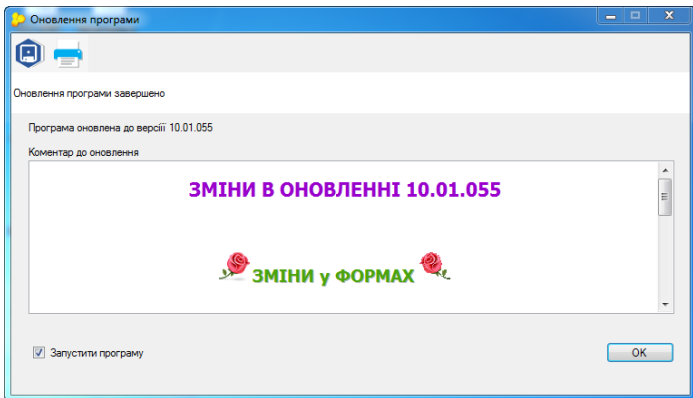 Оновлення програми
Оновлення програми завершено
Програма оновлена до версіїї 10.01.055
Коментар до оновлення
ЗМІНИ В ОНОВЛЕННІ 10.01.055
ЗМІНИ у ФОРМАХ
Запустити програму
OK